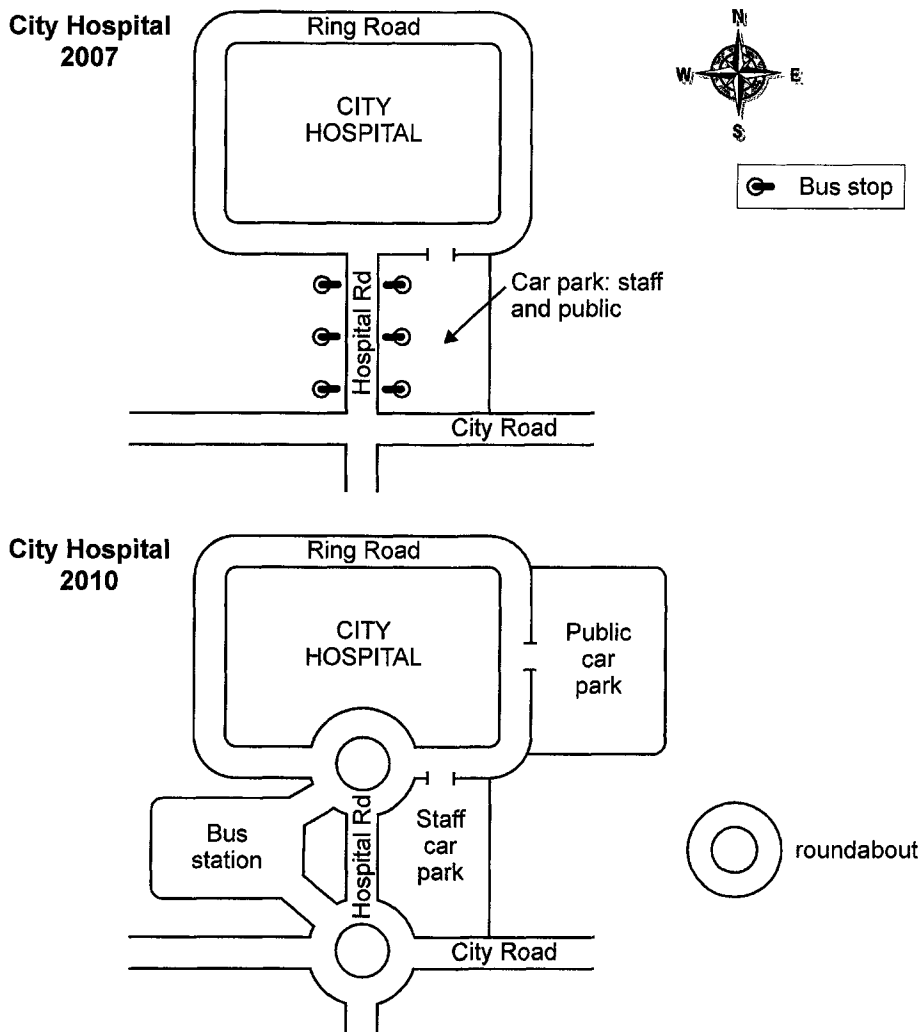 City Hospital
2007
Ring Road
CITY
HOSPITAL
N
W
E
S
Bus stop
Hospital Rd
Car park: staff
and public
City Road
City Hospital
2010
Ring Road
CITY
HOSPITAL
Public
car
park
Bus
station
Hospital Rd
Staff
car
park
roundabout
City Road